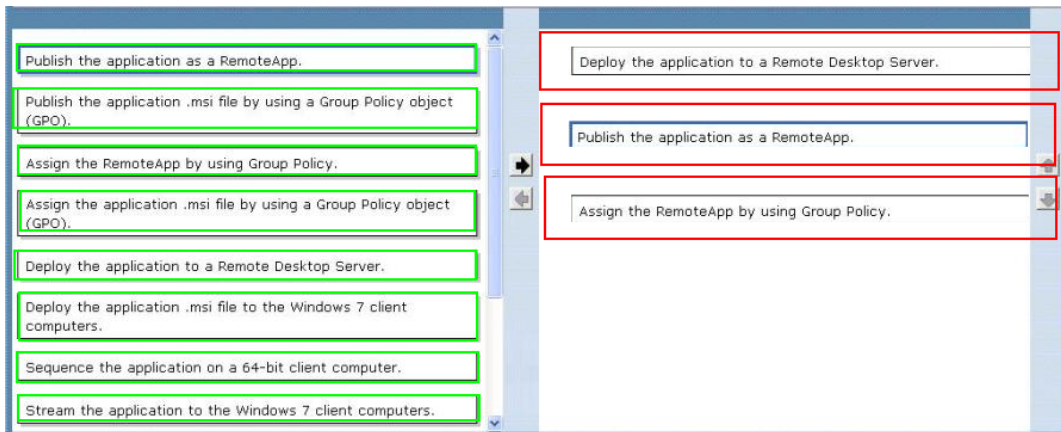 Publish the application as a RemoteApp.
Publish the application .msi file by using a Group Policy object
(GPO).
Assign the RemoteApp by using Group Policy.
Assign the application .msi file by using a Group Policy object
(GPO).
Deploy the application to a Remote Desktop Server.
Deploy the application .msi file to the Windows 7 client
computers.
Sequence the application on a 64-bit client computer.
Stream the application to the Windows 7 client computers.
Deploy the application to a Remote Desktop Server.
Publish the application as a RemoteApp.
Assign the RemoteApp by using Group Policy.